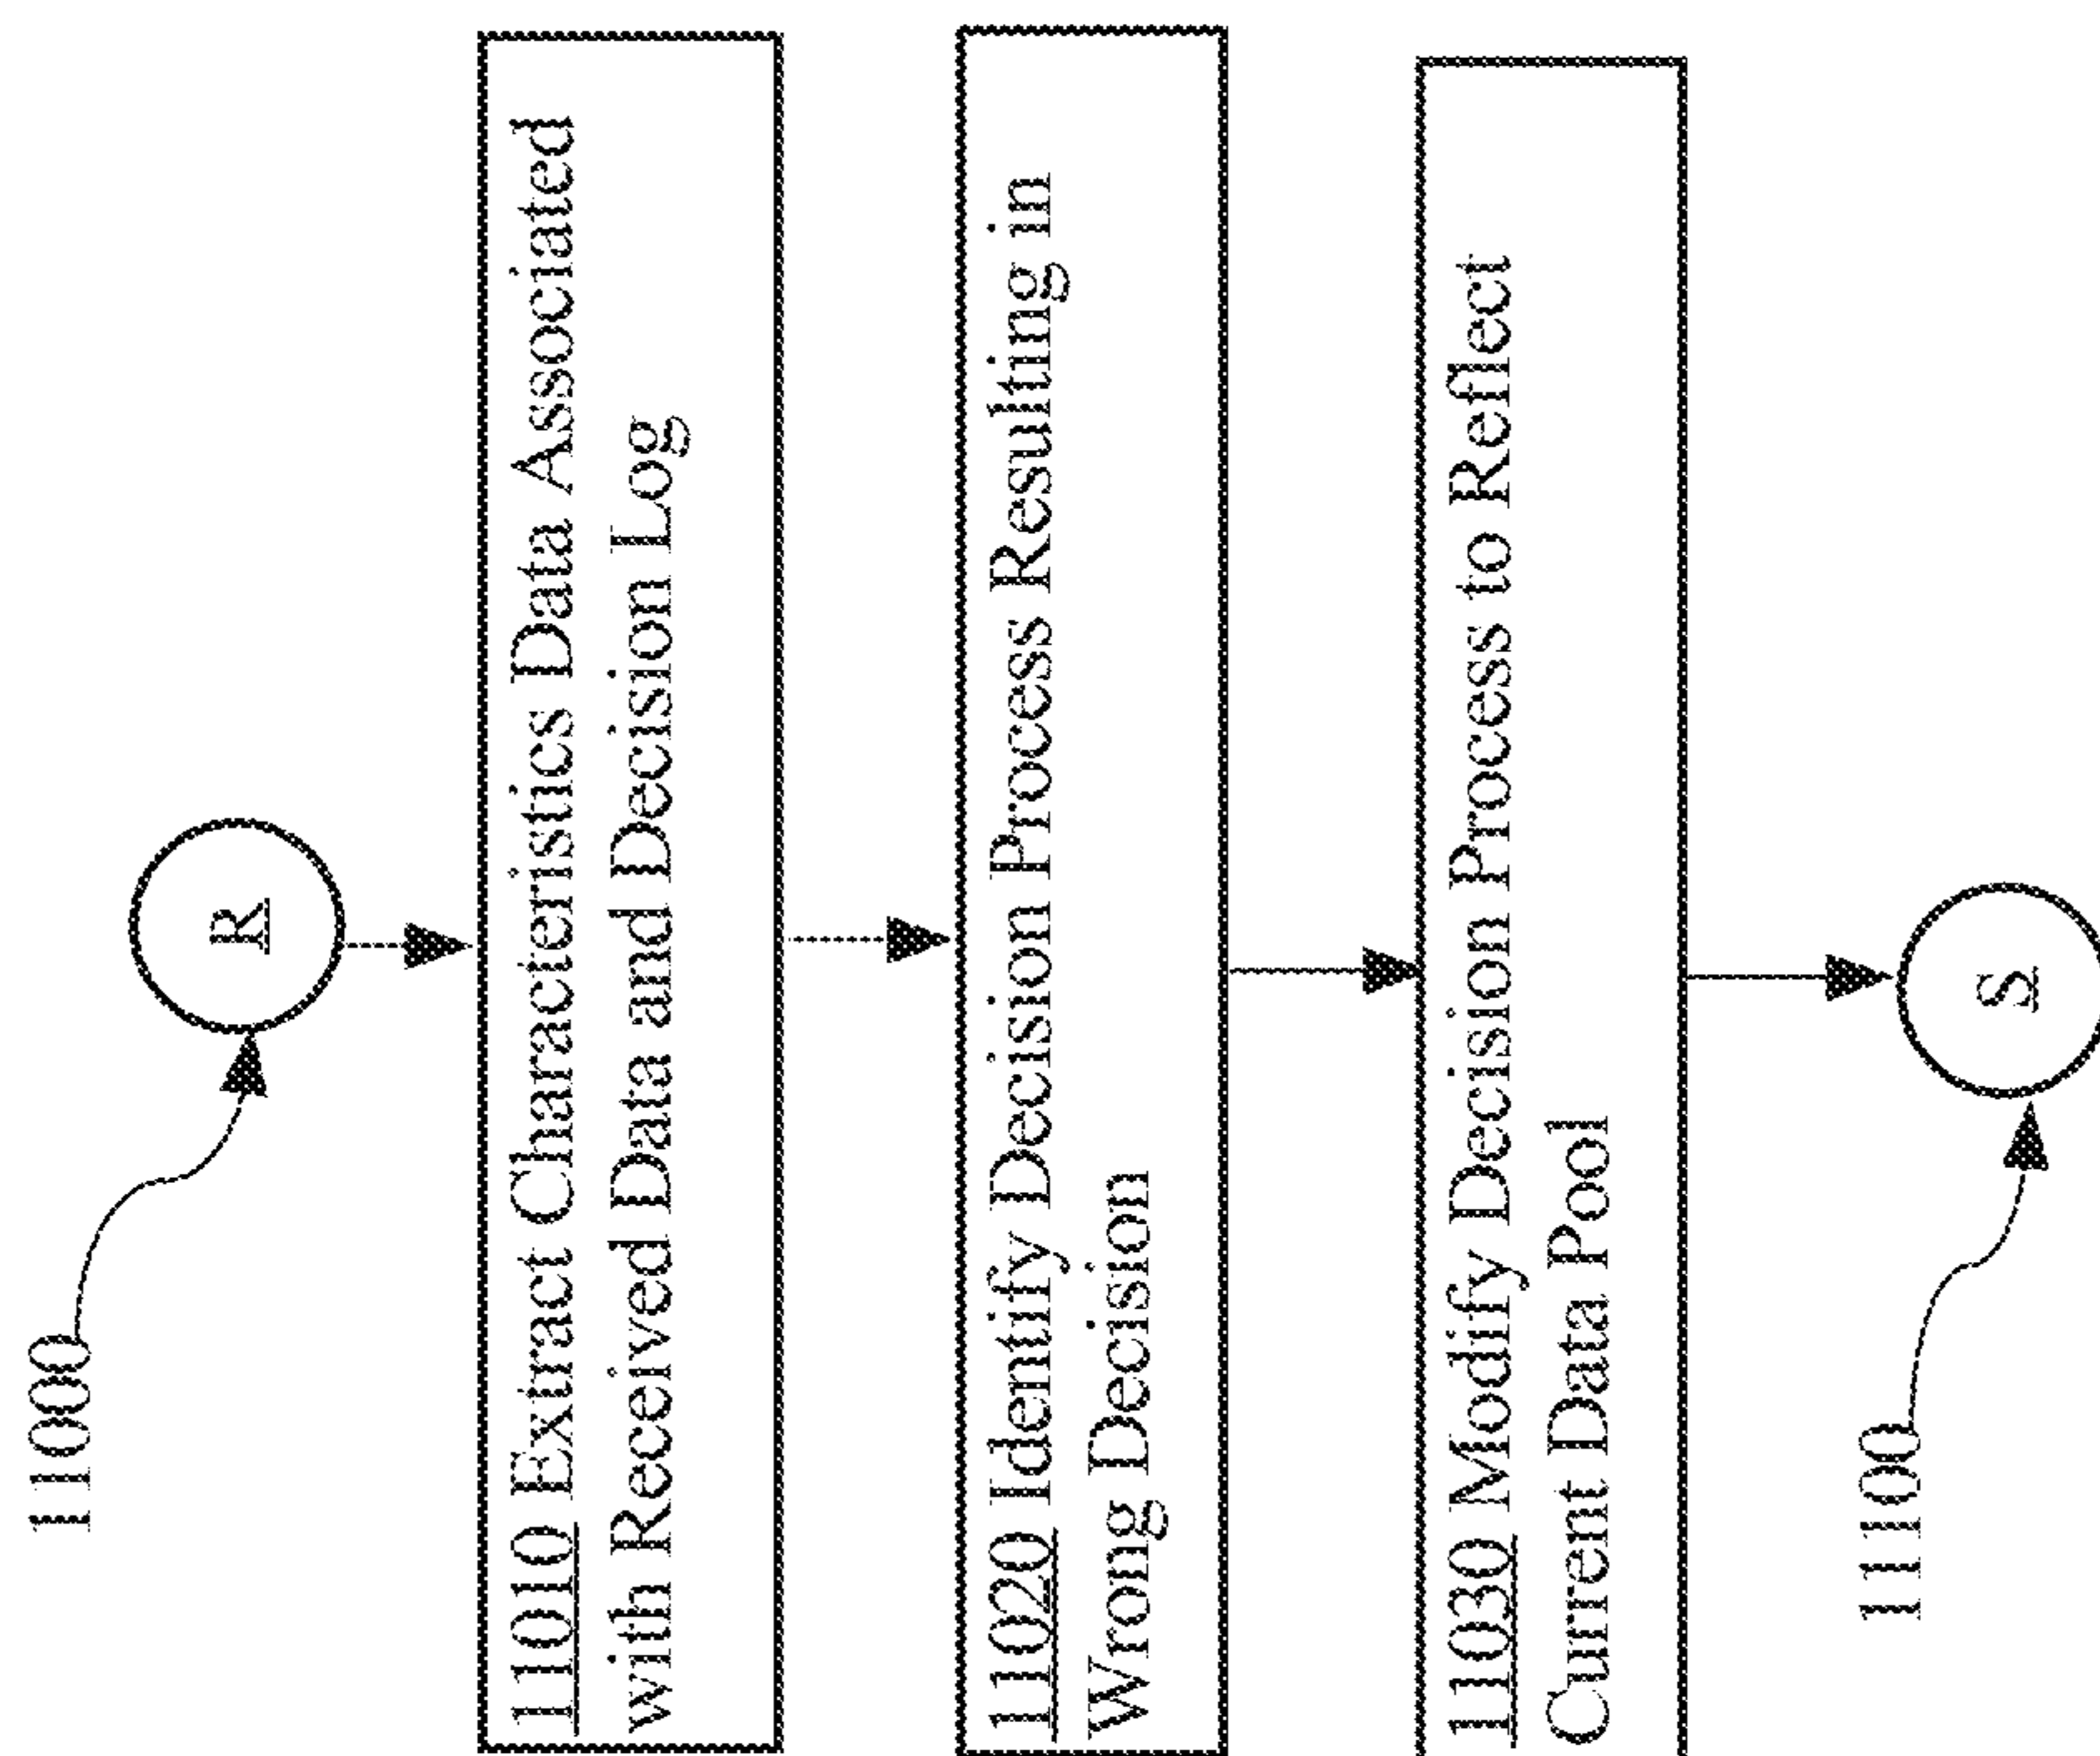 11000
R
11010 Extract Characteristics Data Associated
with Received Data and Decision Log
11020 Identify Decision Process Resulting in
Wrong Decision
11030 Modify Decision Process to Reflect
Current Data Pool
11100
S